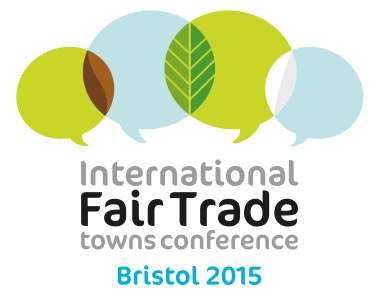 International
Fair Trade
towns conference
Bristol 2015